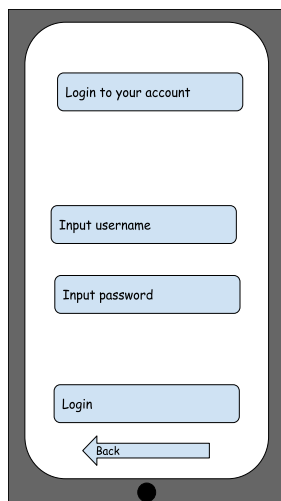 Login to your account
Input username
Input password
Login
Back